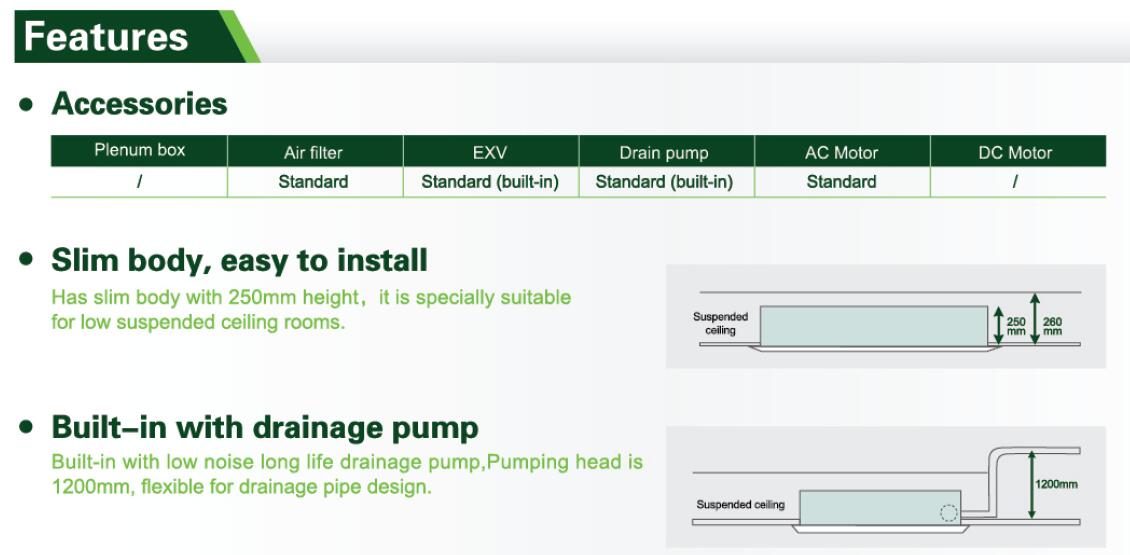 Features
• Accessories
Plenum box Air filter EXV Drain pump AC Motor DC Motor
/ Standard Standard (built-in) Standard (built-in) Standard /
• Slim body, easy to install
Has slim body with 250mm height, it is specially suitable
for low suspended ceiling rooms.
Suspended
ceiling
250
mm
260
mm
• Built-in with drainage pump
Built-in with low noise long life drainage pump,Pumping head is
1200mm, flexible for drainage pipe design.
Suspended ceiling
1200mm